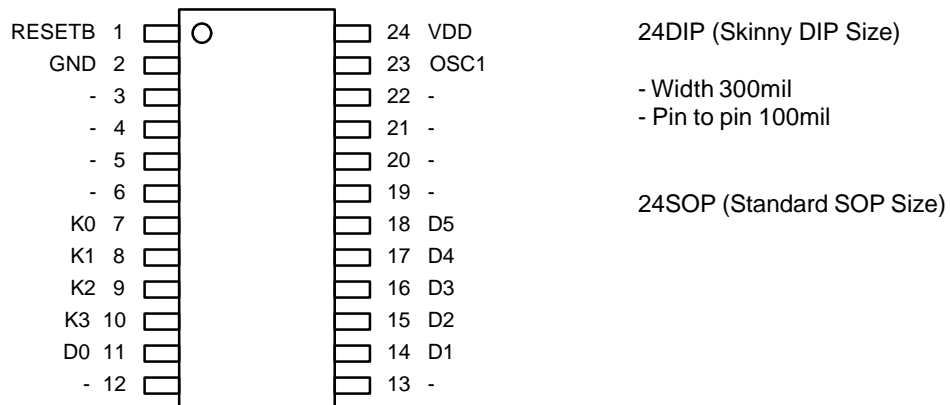 RESETB 1 24 VDD
GND 2 23 OSC1
- 3 22 -
- 4 21 -
- 5 20 -
- 6 19 -
K0 7 18 D5
K1 8 17 D4
K2 9 16 D3
K3 10 15 D2
D0 11 14 D1
- 12 13 -
24DIP (Skinny DIP Size)
- Width 300mil
- Pin to pin 100mil
24SOP (Standard SOP Size)